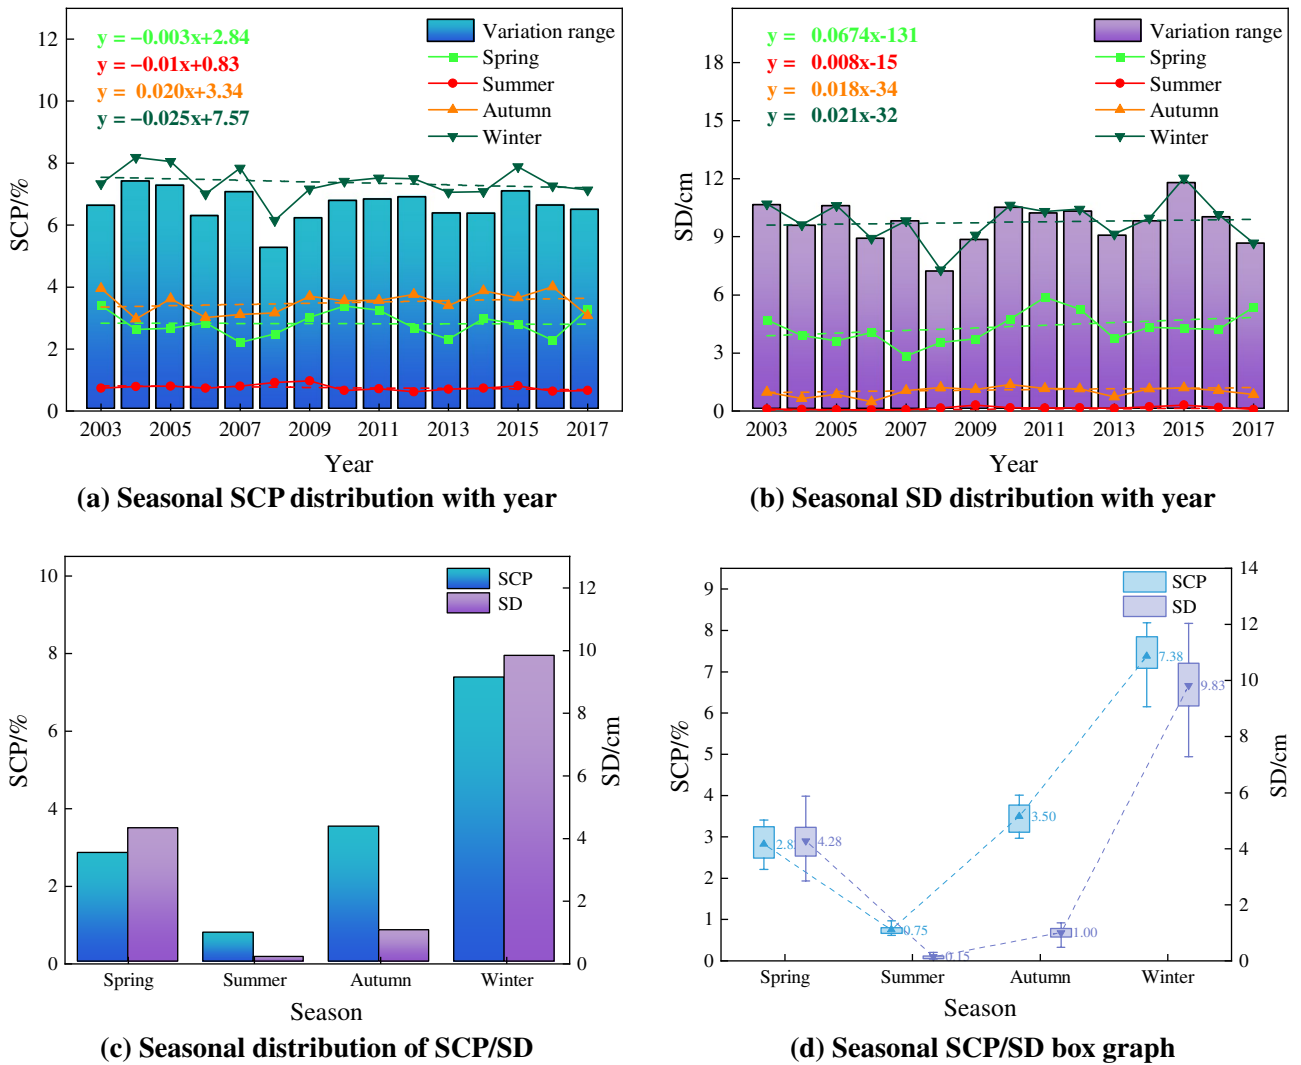 12
10
8
6
4
2
0
SCP/%
y = −0.003x+2.84
y = −0.01x+0.83
y = 0.020x+3.34
y = −0.025x+7.57
Variation range
Spring
Summer
Autumn
Winter
2003 2005 2007 2009 2011 2013 2015 2017
Year
(a) Seasonal SCP distribution with year
18
15
12
9
6
3
0
SD/cm
y = 0.0674x-131
y = 0.008x-15
y = 0.018x-34
y = 0.021x-32
Variation range
Spring
Summer
Autumn
Winter
2003 2005 2007 2009 2011 2013 2015 2017
Year
(b) Seasonal SD distribution with year
10
8
6
4
2
0
SCP/%
SCP
SD
12
10
8
6
4
2
0
SD/cm
Spring Summer Autumn Winter
Season
(c) Seasonal distribution of SCP/SD
9
8
7
6
5
4
3
2
1
0
SCP/%
SCP
SD
7.38
9.83
2.8
4.28
3.50
0.75
0.15
1.00
14
12
10
8
6
4
2
0
SD/cm
Spring Summer Autumn Winter
Season
(d) Seasonal SCP/SD box graph